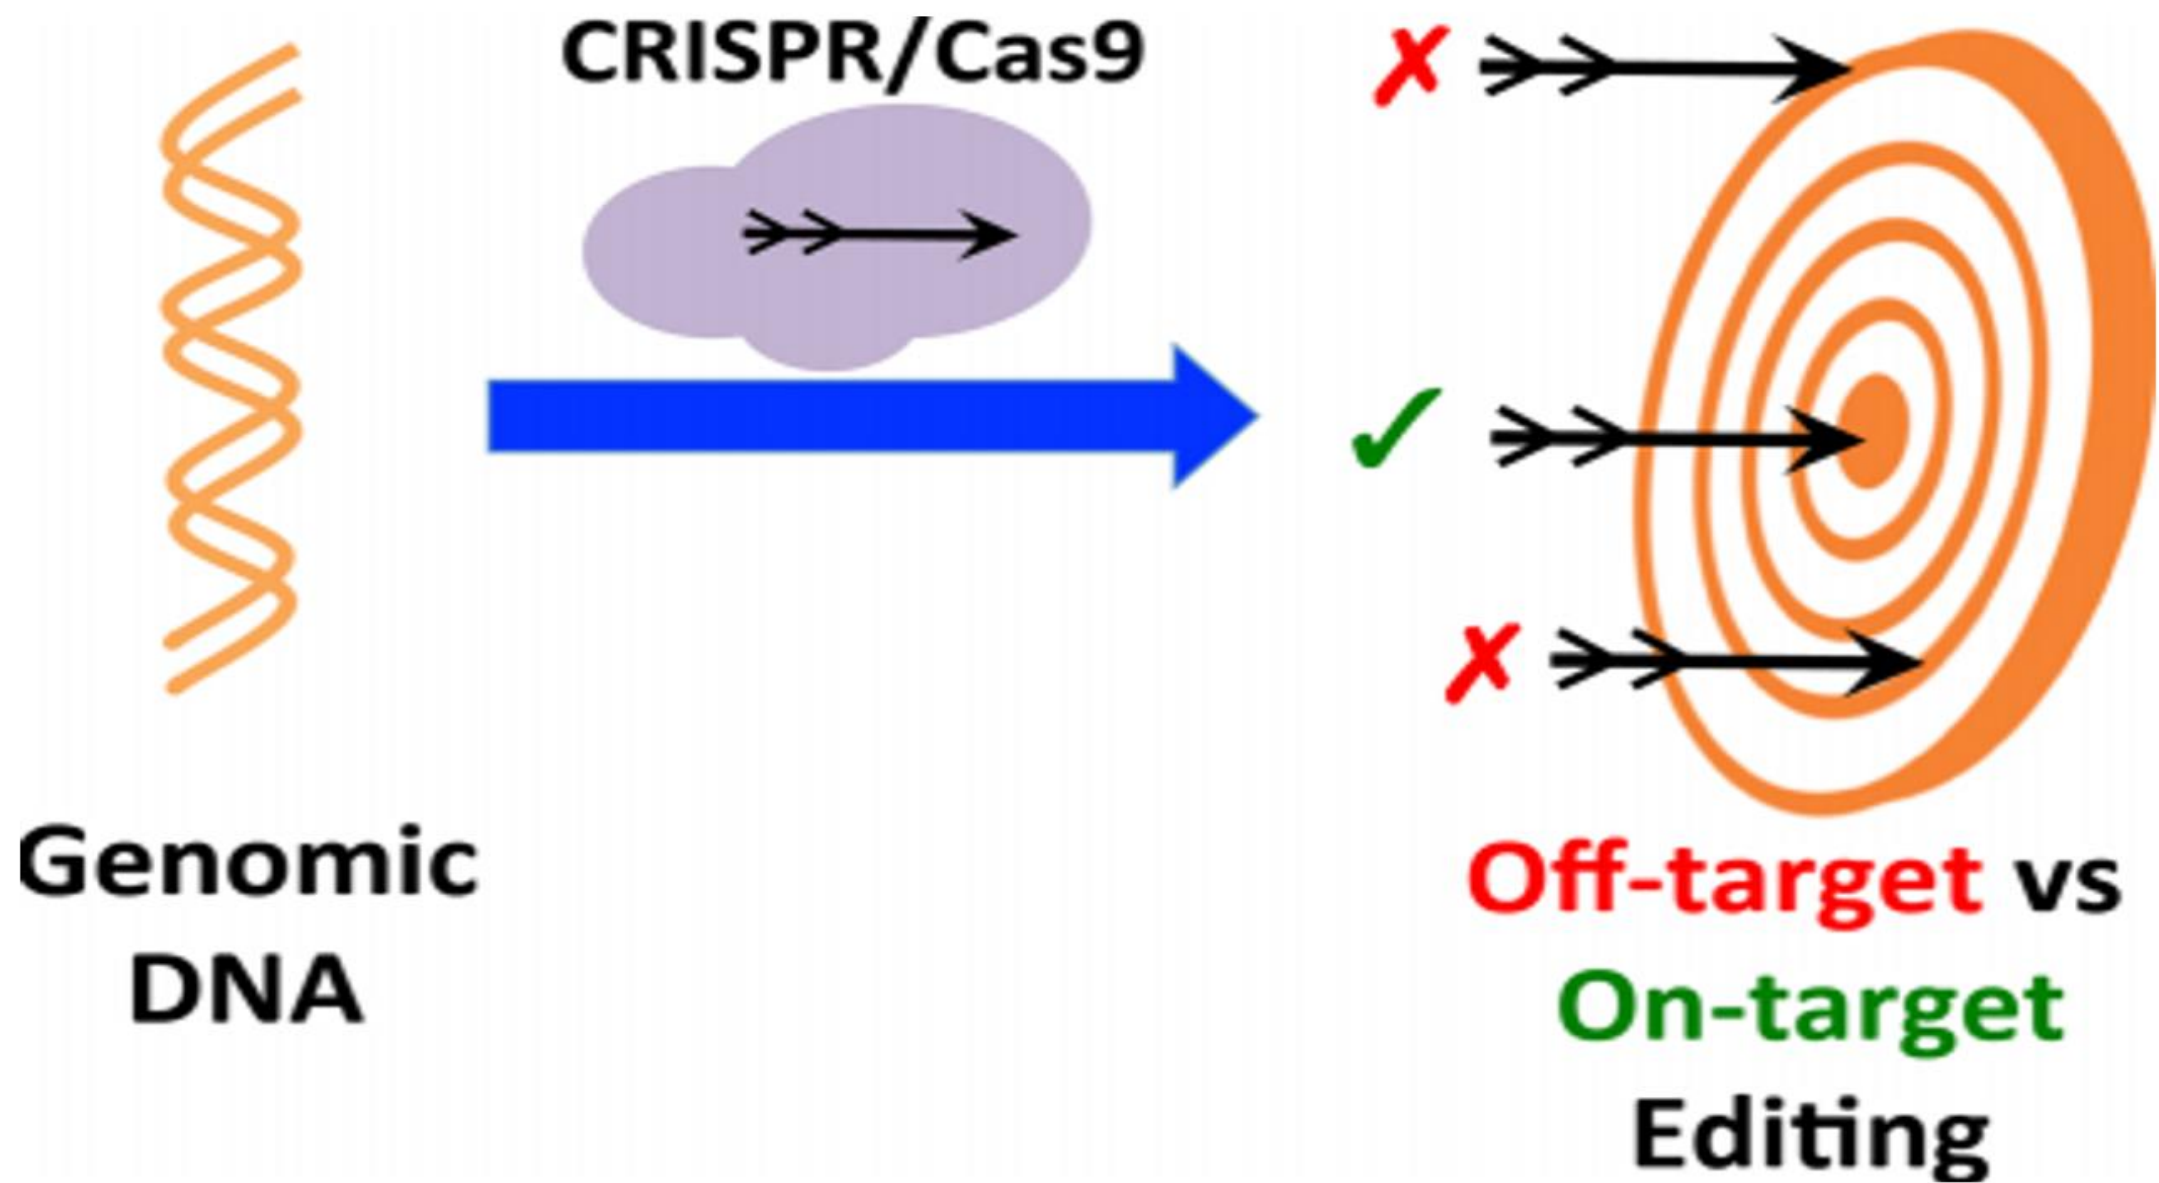 CRISPR/Cas9
Genomic
DNA
Off-target vs
On-target
Editing